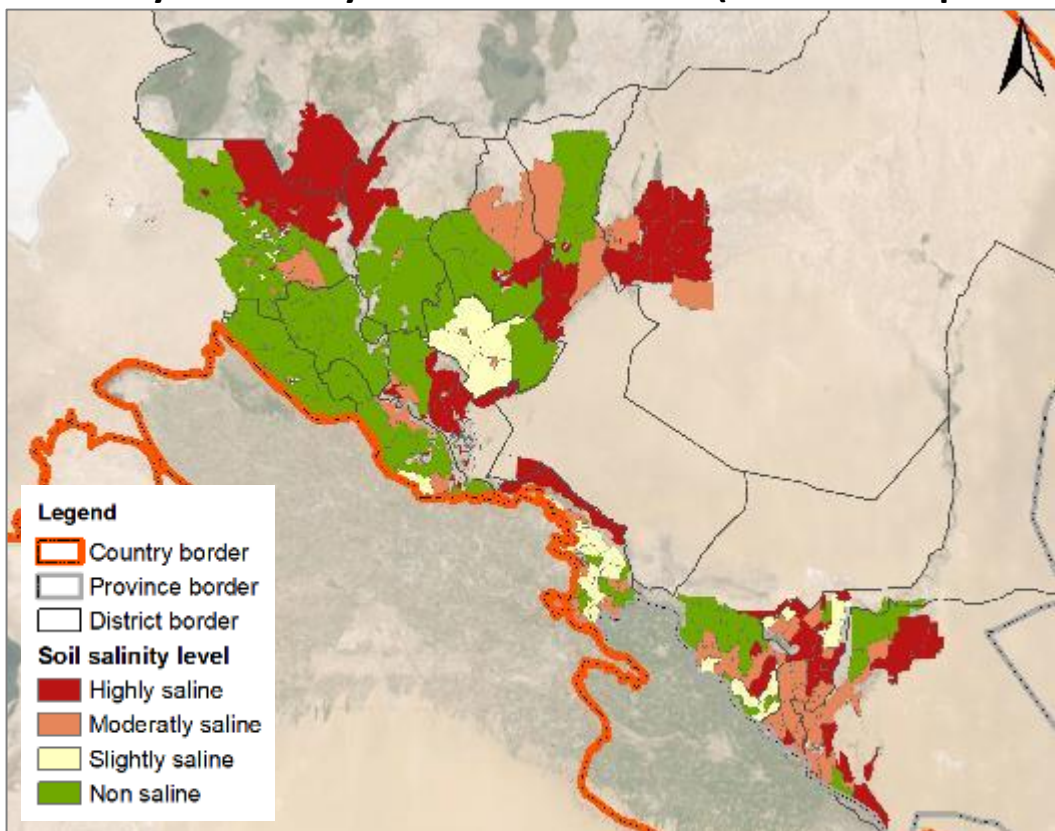 Legend
Country border
Province border
District border
Soil salinity level
Highly saline
Moderatly saline
Slightly saline
Non saline